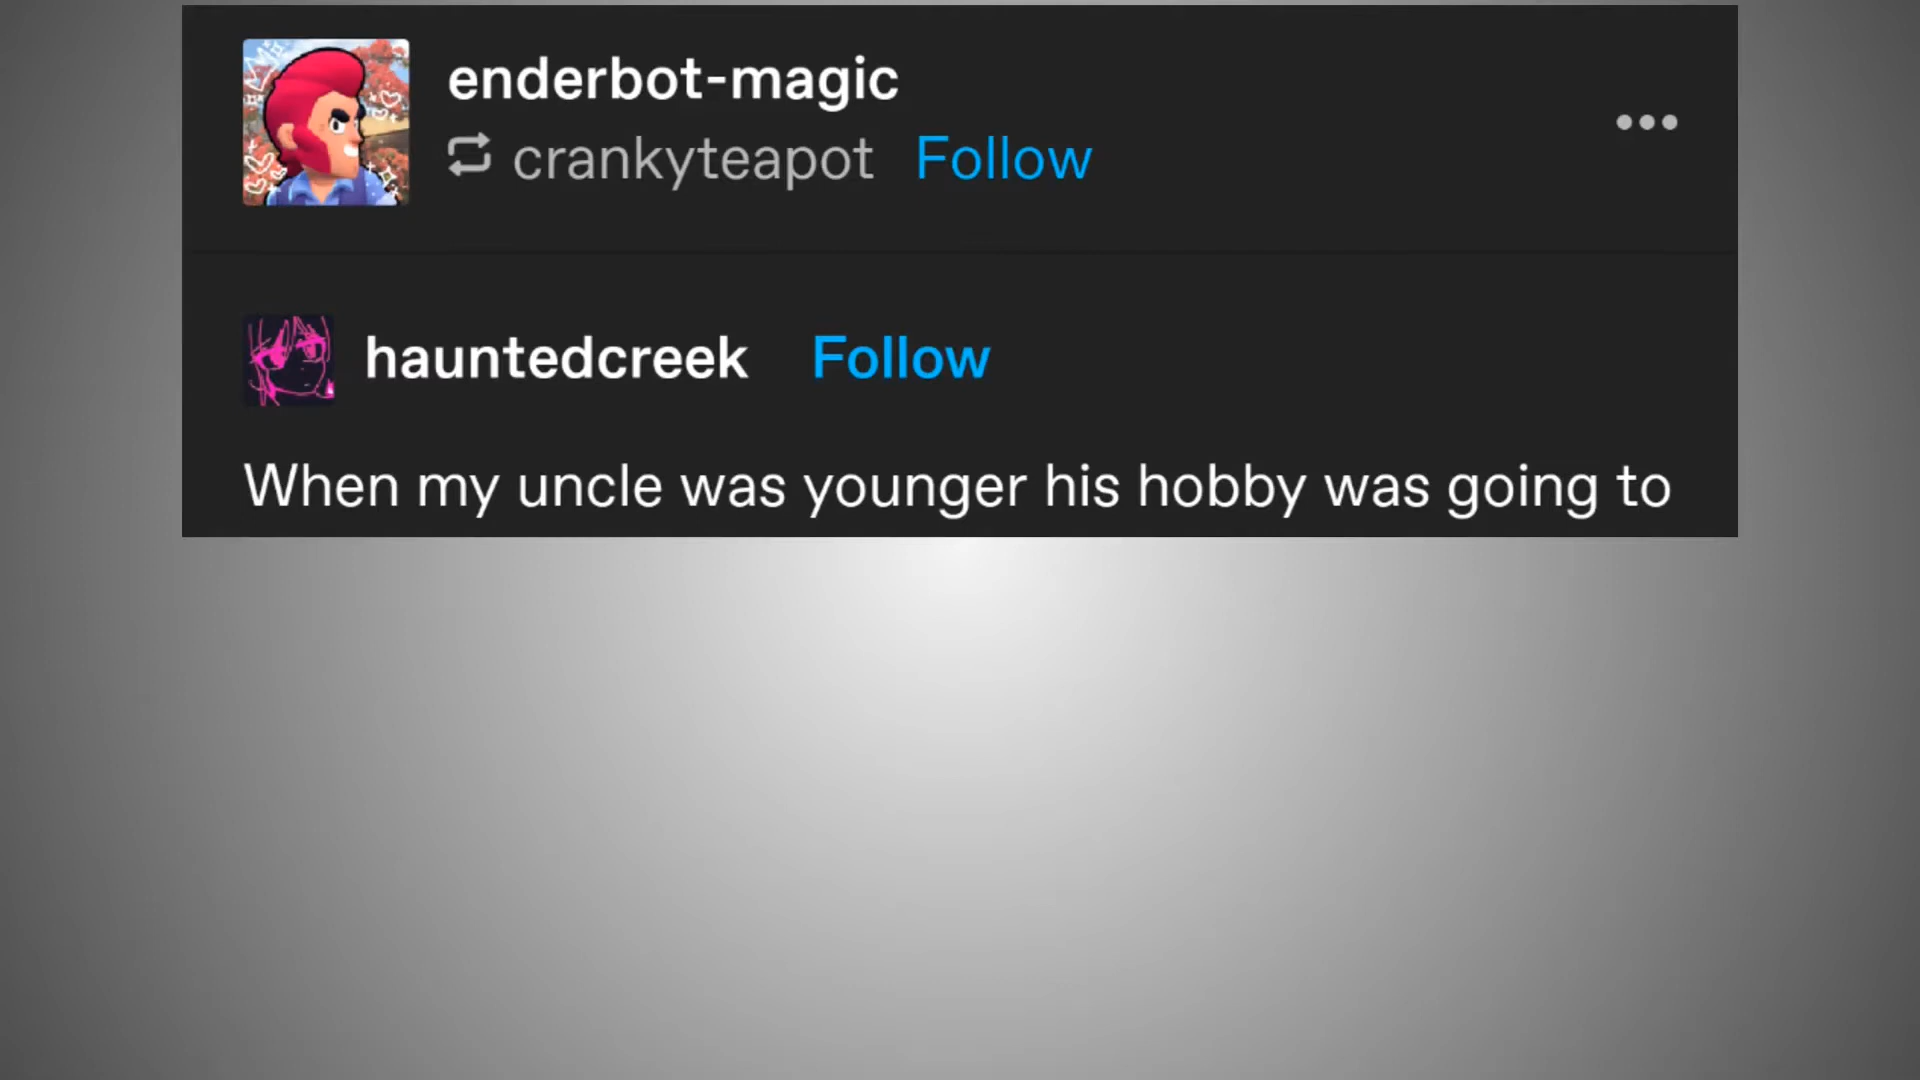 enderbot-magic
crankyteapot Follow
hauntedcreek Follow
When my uncle was younger his hobby was going to